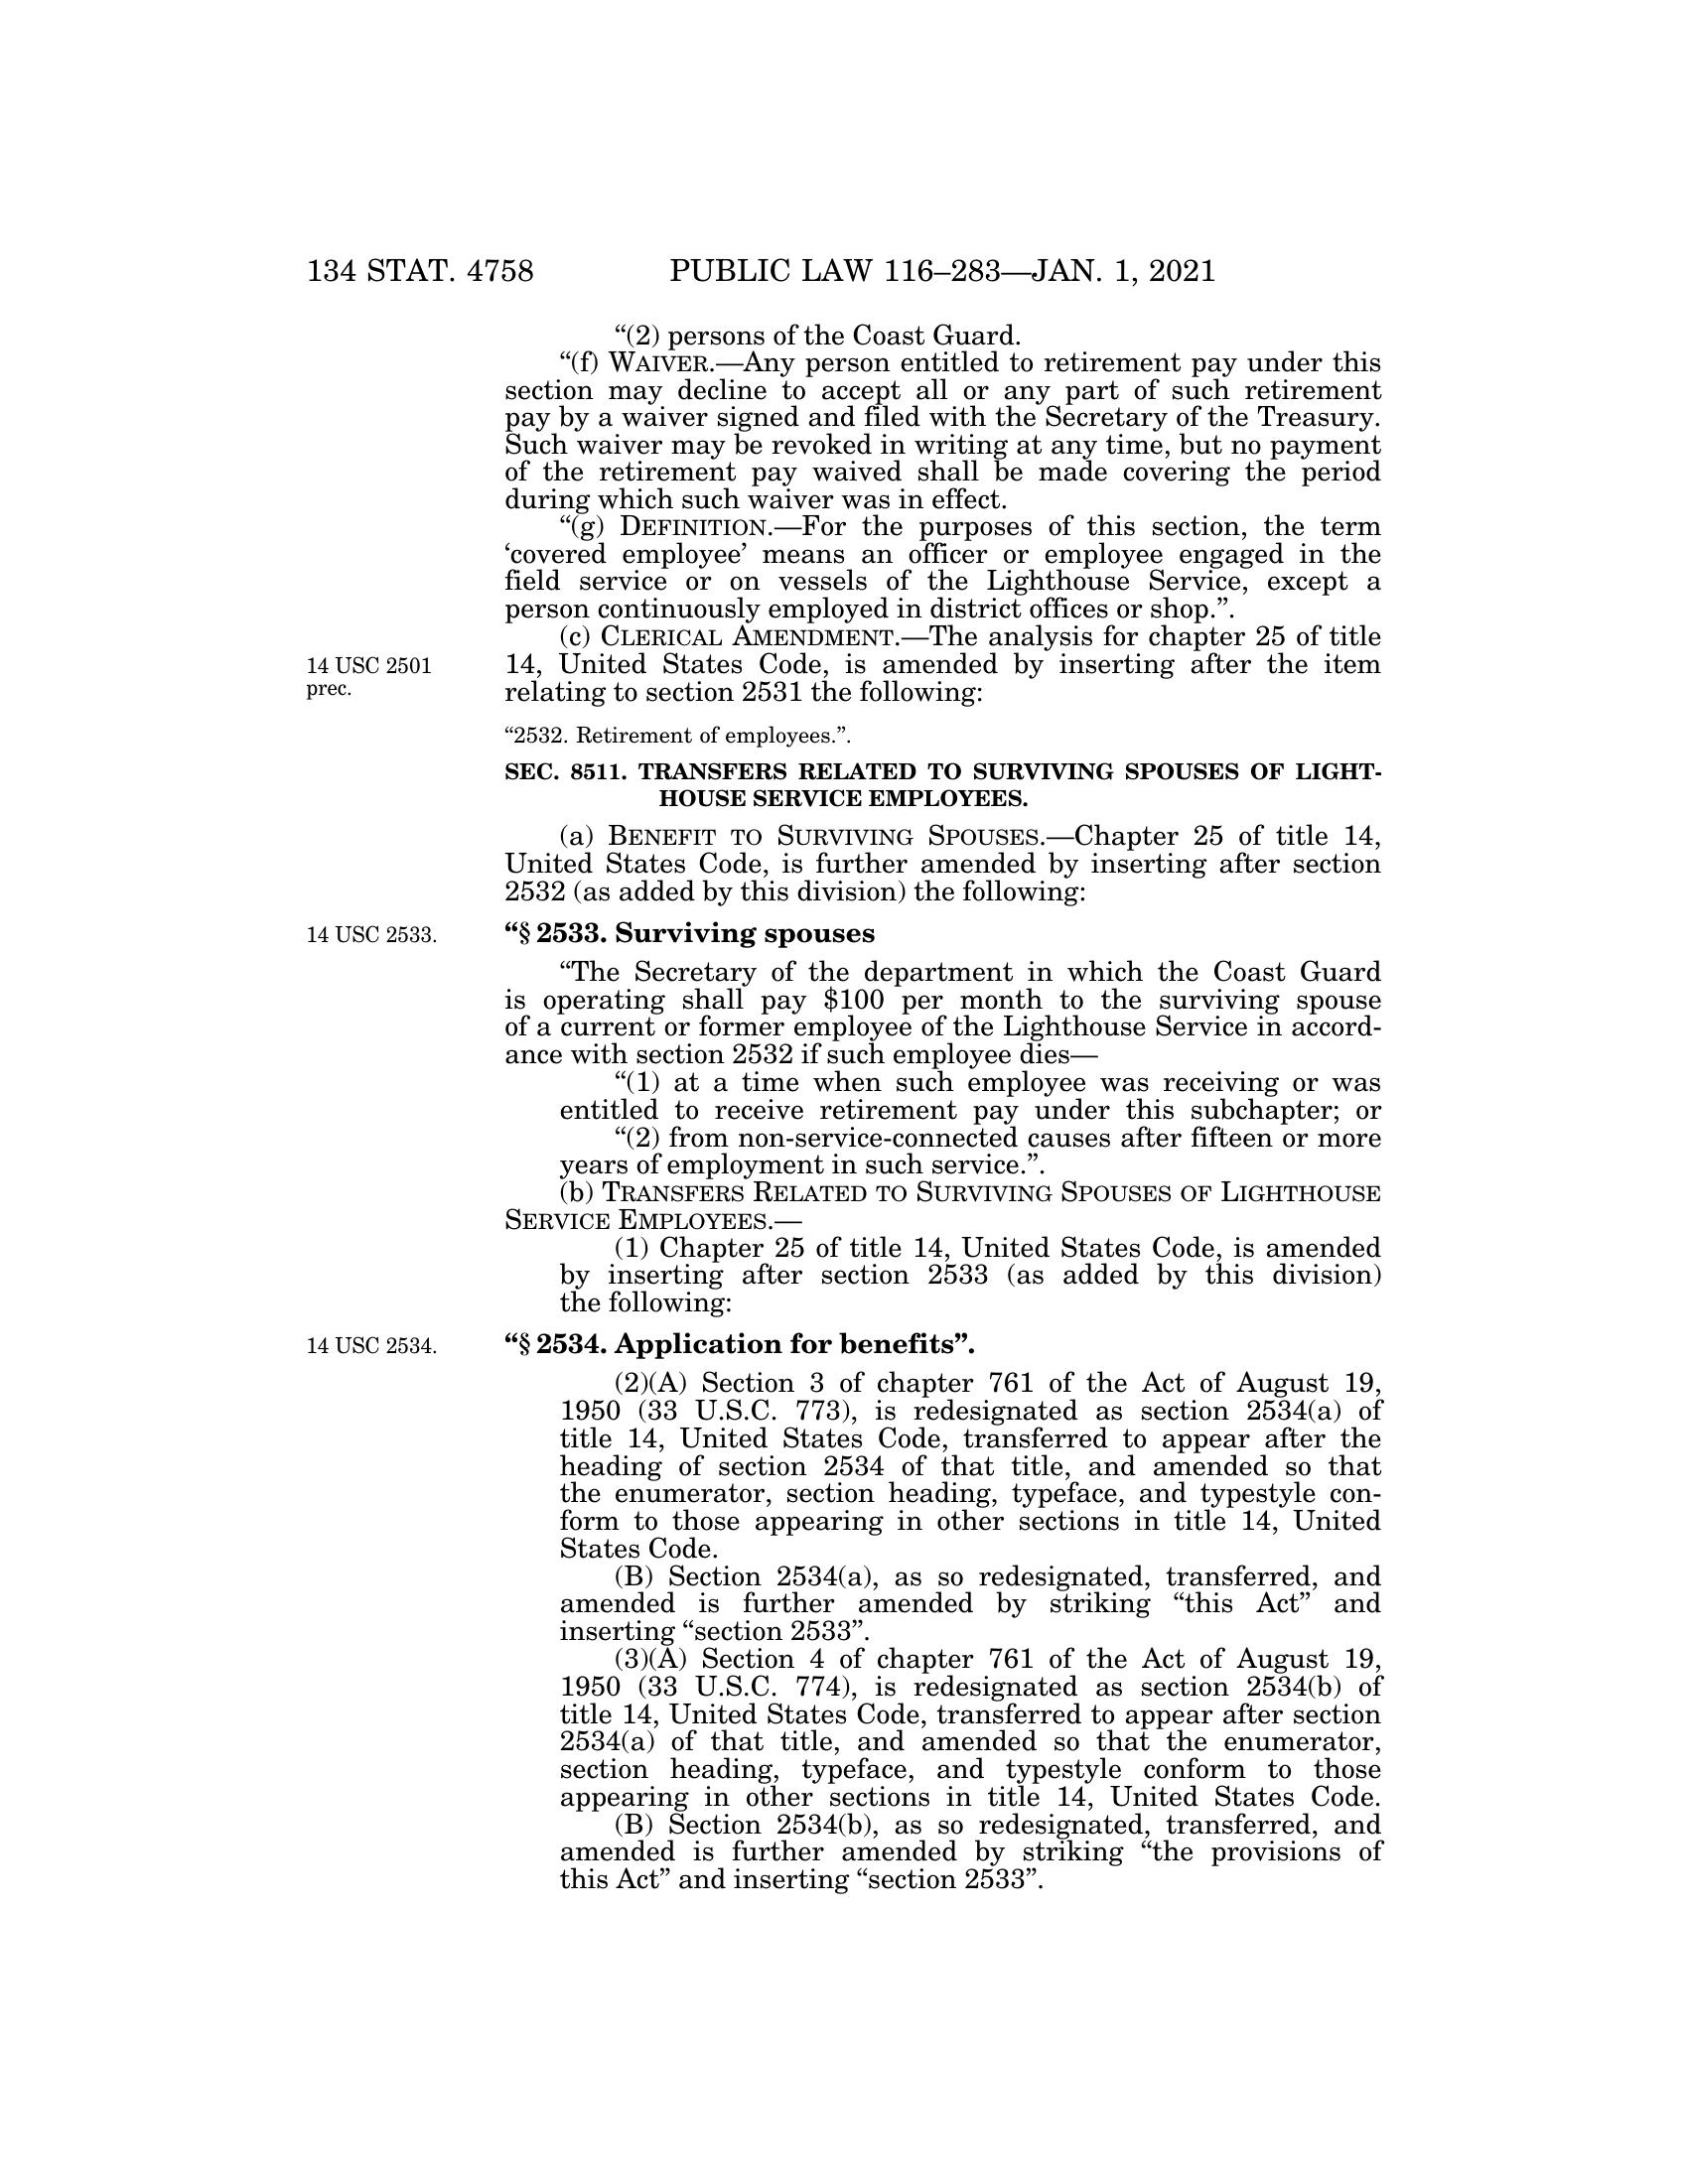 134 STAT. 4758
PUBLIC LAW 116–283—JAN. 1, 2021
“(2) persons of the Coast Guard.
“(f) WAIVER.—Any person entitled to retirement pay under this
section may decline to accept all or any part of such retirement
pay by a waiver signed and filed with the Secretary of the Treasury.
Such waiver may be revoked in writing at any time, but no payment
of the retirement pay waived shall be made covering the period
during which such waiver was in effect.
“(g) DEFINITION.—For the purposes of this section, the term
‘covered employee’ means an officer or employee engaged in the
field service or on vessels of the Lighthouse Service, except a
person continuously employed in district offices or shop.”.
(c) CLERICAL AMENDMENT.—The analysis for chapter 25 of title
14, United States Code, is amended by inserting after the item
relating to section 2531 the following:
14 USC 2501
prec.
“2532. Retirement of employees.”.
SEC. 8511. TRANSFERS RELATED TO SURVIVING SPOUSES OF LIGHT-
HOUSE SERVICE EMPLOYEES.
(a) BENEFIT TO SURVIVING SPOUSES.—Chapter 25 of title 14,
United States Code, is further amended by inserting after section
2532 (as added by this division) the following:
14 USC 2533.
“§ 2533. Surviving spouses
“The Secretary of the department in which the Coast Guard
is operating shall pay $100 per month to the surviving spouse
of a current or former employee of the Lighthouse Service in accord-
ance with section 2532 if such employee dies—
“(1) at a time when such employee was receiving or was
entitled to receive retirement pay under this subchapter; or
“(2) from non-service-connected causes after fifteen or more
years of employment in such service.”.
(b) TRANSFERS RELATED TO SURVIVING SPOUSES OF LIGHTHOUSE
SERVICE EMPLOYEES.—
(1) Chapter 25 of title 14, United States Code, is amended
by inserting after section 2533 (as added by this division)
the following:
14 USC 2534.
“§ 2534. Application for benefits”.
(2)(A) Section 3 of chapter 761 of the Act of August 19,
1950 (33 U.S.C. 773), is redesignated as section 2534(a) of
title 14, United States Code, transferred to appear after the
heading of section 2534 of that title, and amended so that
the enumerator, section heading, typeface, and typestyle con-
form to those appearing in other sections in title 14, United
States Code.
(B) Section 2534(a), as so redesignated, transferred, and
amended is further amended by striking “this Act” and
inserting “section 2533”.
(3)(A) Section 4 of chapter 761 of the Act of August 19,
1950 (33 U.S.C. 774), is redesignated as section 2534(b) of
title 14, United States Code, transferred to appear after section
2534(a) of that title, and amended so that the enumerator,
section heading, typeface, and typestyle conform to those
appearing in other sections in title 14, United States Code.
(B) Section 2534(b), as so redesignated, transferred, and
amended is further amended by striking “the provisions of
this Act” and inserting “section 2533”.